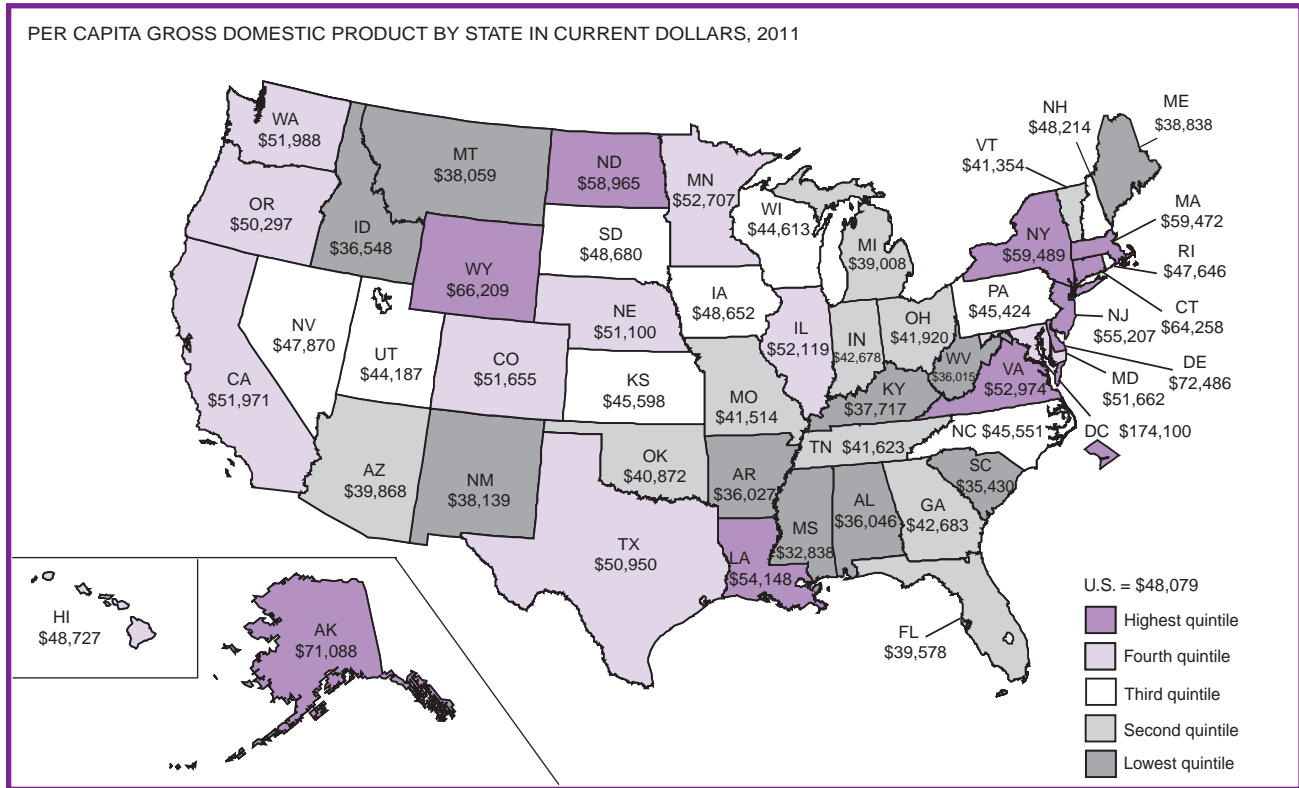 PER CAPITA GROSS DOMESTIC PRODUCT BY STATE IN CURRENT DOLLARS, 2011
WA
$51,988
OR
$50,297
CA
$51,971
ID
$36,548
NV
$47,870
MT
$38,059
WY
$66,209
UT
$44,187
AZ
$39,868
CO
$51,655
NM
$38,139
ND
$58,965
SD
$48,680
NE
$51,100
KS
$45,598
OK
$40,872
TX
$50,950
MN
$52,707
IA
$48,652
MO
$41,514
AR
$36,027
LA
$54,148
WI
$44,613
IL
$52,119
MI
$39,008
IN
$42,678
OH
$41,920
KY
$37,717
TN $41,623
MS
$32,838
AL
$36,046
GA
$42,683
FL
$39,578
SC
$35,430
NC $45,551
WV
$36,015
VA
$52,974
PA
$45,424
NY
$59,489
VT
$41,354
NH
$48,214
ME
$38,838
MA
$59,472
RI
$47,646
CT
$64,258
NJ
$55,207
DE
$72,486
MD
$51,662
DC $174,100
HI
$48,727
AK
$71,088
U.S. = $48,079
Highest quintile
Fourth quintile
Third quintile
Second quintile
Lowest quintile